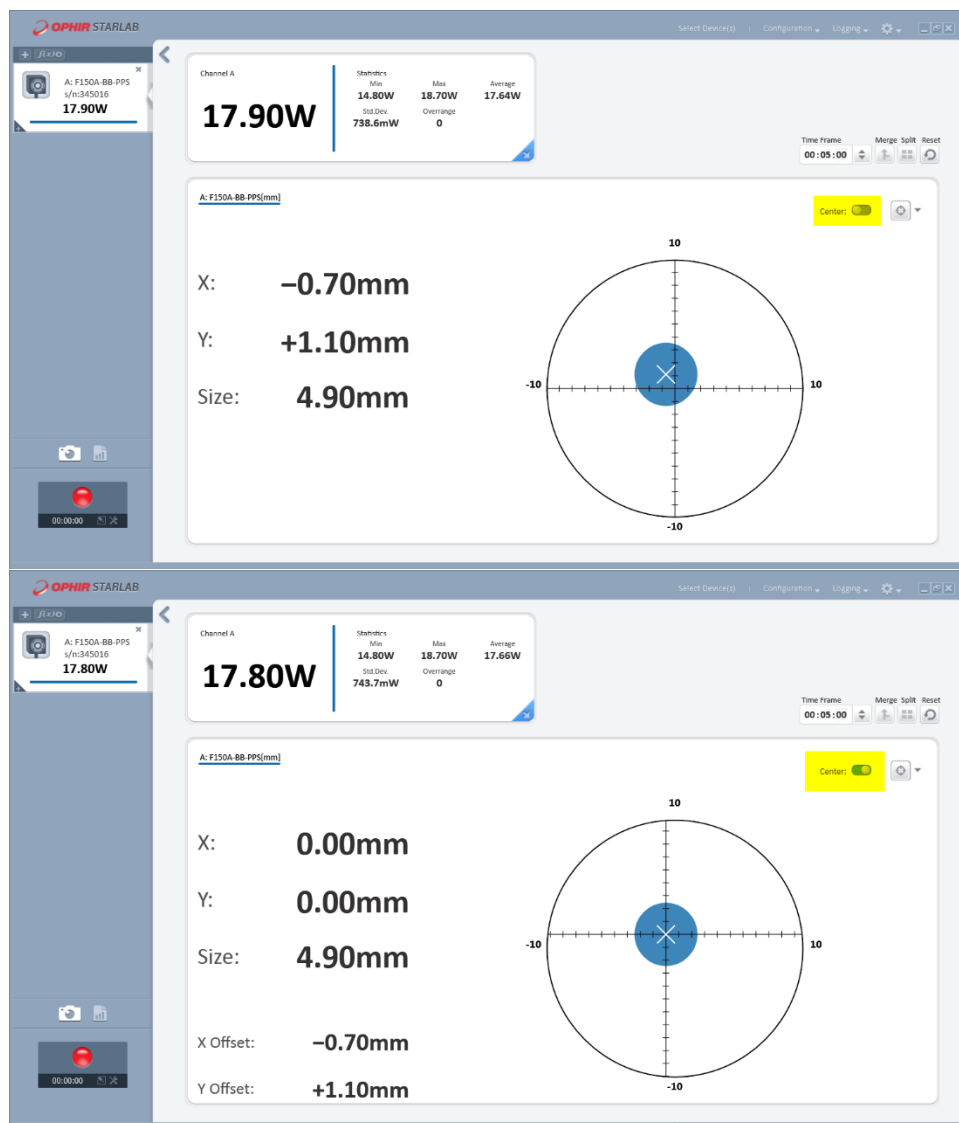 OPHIR STARLAB
Select Device(s) | Configuration Logging
+ f(x)
A: F150A-BB-PPS
s/n:345016
17.90W
Channel A
17.90W
Statistics
Min Max Average
14.80W 18.70W 17.64W
Std.Dev. Overrange
738.6mW 0
Time Frame Merge Split Reset
00:05:00
A: F150A-BB-PPS[mm]
Center:
X: −0.70mm
Y: +1.10mm
Size: 4.90mm
10
-10 10
-10
00:00:00
OPHIR STARLAB
Select Device(s) | Configuration Logging
+ f(x)
A: F150A-BB-PPS
s/n:345016
17.80W
Channel A
17.80W
Statistics
Min Max Average
14.80W 18.70W 17.66W
Std.Dev. Overrange
743.7mW 0
Time Frame Merge Split Reset
00:05:00
A: F150A-BB-PPS[mm]
Center:
X: 0.00mm
Y: 0.00mm
Size: 4.90mm
10
-10 10
-10
X Offset: −0.70mm
Y Offset: +1.10mm
00:00:00